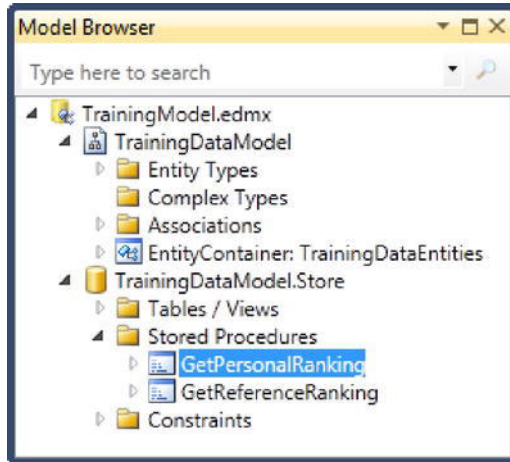 Model Browser
Type here to search
TrainingModel.edmx
TrainingDataModel
Entity Types
Complex Types
Associations
EntityContainer: TrainingDataEntities
TrainingDataModel.Store
Tables / Views
Stored Procedures
GetPersonalRanking
GetReferenceRanking
Constraints